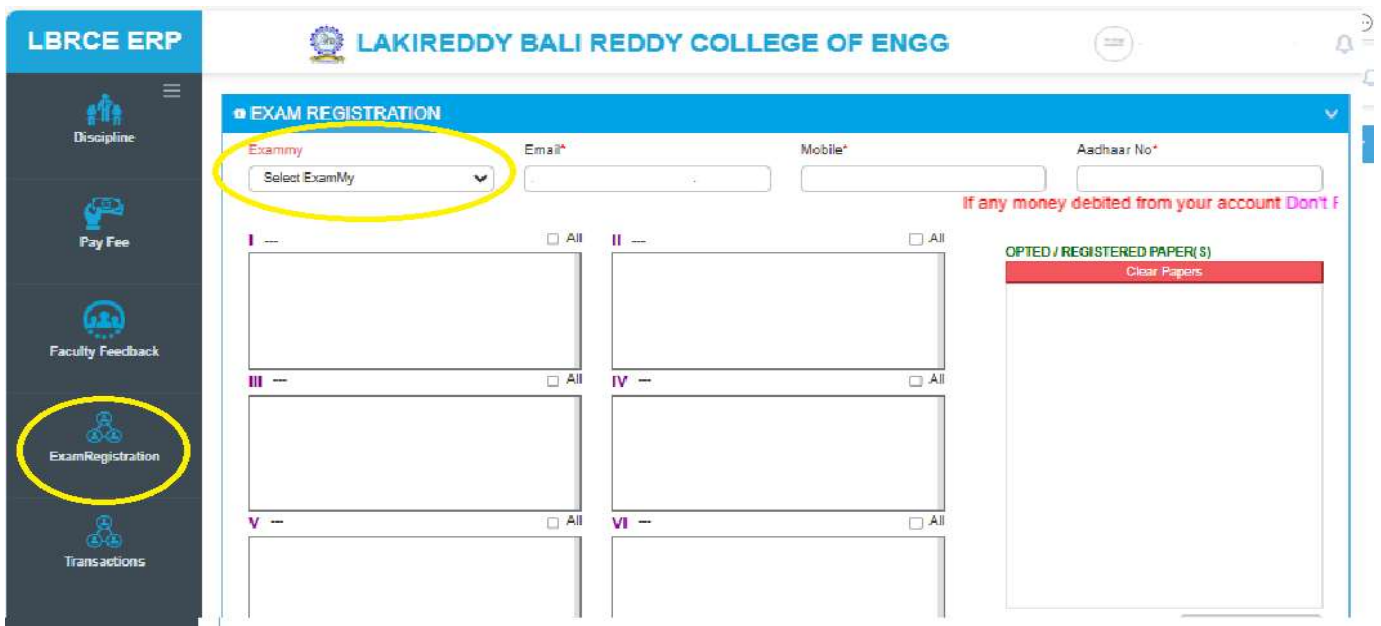 LBRCE ERP
LAKIREDDY BALI REDDY COLLEGE OF ENGG
Discipline
Pay Fee
Faculty Feedback
ExamRegistration
Transactions
EXAM REGISTRATION
Exammy
Email*
Mobile*
Aadhaar No*
Select ExamMy
If any money debited from your account Don't
I ---
All
II ---
All
OPTED / REGISTERED PAPER(S)
Clear Papers
III ---
All
IV ---
All
V ---
All
VI ---
All